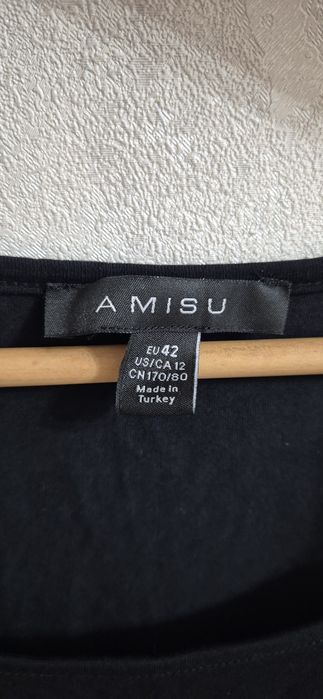 AMISU
EU 42
US/CA 12
CN 170/80
Made in
Turkey